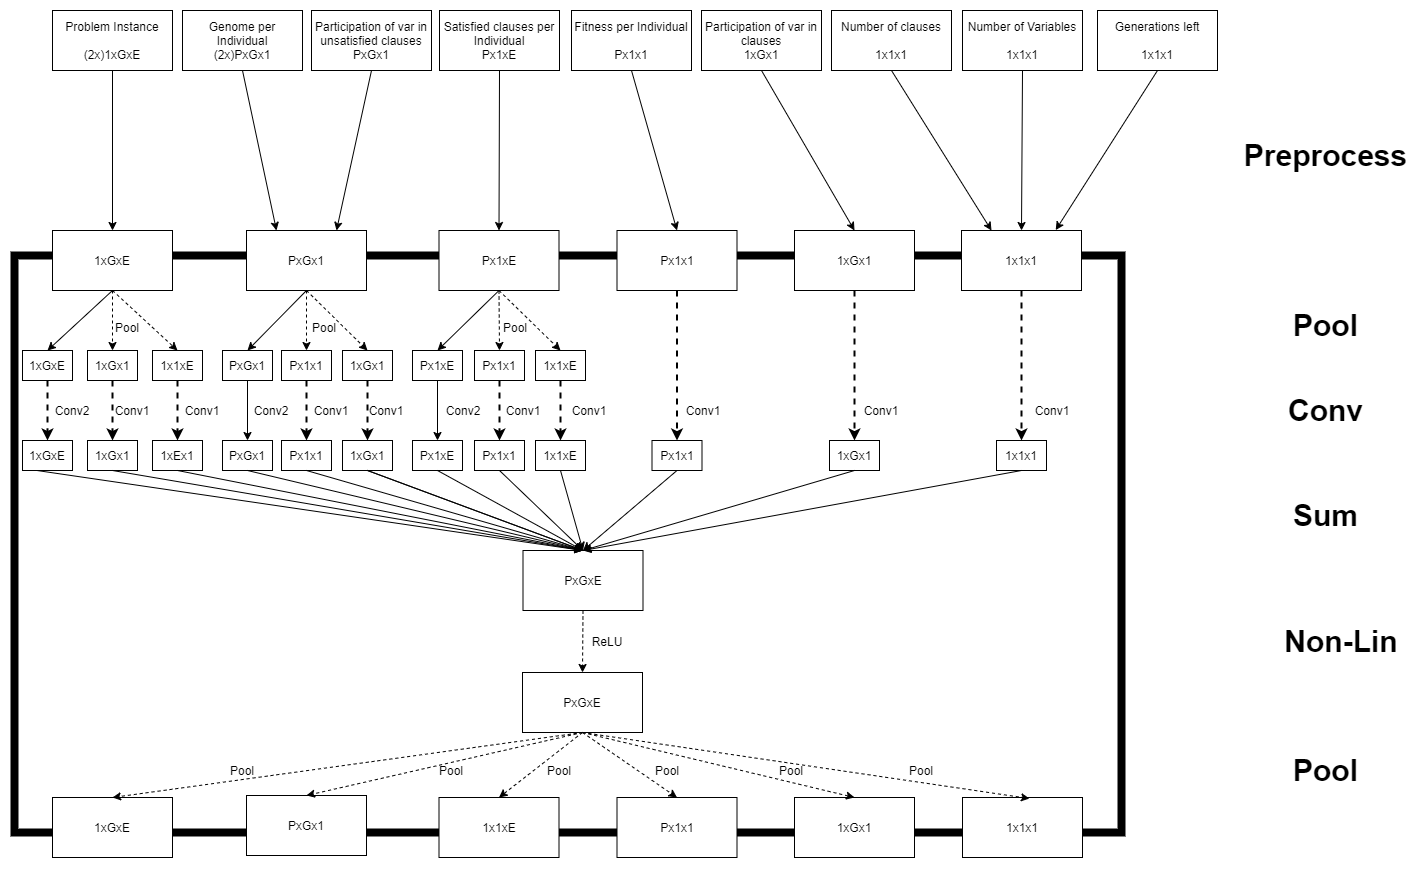 Problem Instance
(2x)1xGxE
Genome per
Individual
(2x)PxGx1
Participation of var in
unsatisfied clauses
PxGx1
Satisfied clauses per
Individual
Px1xE
Fitness per Individual
Px1x1
Participation of var in
clauses
1xGx1
Number of clauses
1x1x1
Number of Variables
1x1x1
Generations left
1x1x1
Preprocess
1xGxE
PxGx1
Px1xE
Px1x1
1xGx1
1x1x1
Pool
Pool
Pool
Pool
1xGxE
1xGx1
1x1xE
PxGx1
Px1x1
1xGx1
Px1xE
Px1x1
1x1xE
Conv2
Conv1
Conv1
Conv2
Conv1
Conv1
Conv2
Conv1
Conv1
Conv1
Conv1
Conv1
Conv
1xGxE
1xGx1
1xEx1
PxGx1
Px1x1
1xGx1
Px1xE
Px1x1
1x1xE
Px1x1
1xGx1
1x1x1
Sum
PxGxE
ReLU
Non-Lin
PxGxE
Pool
Pool
Pool
Pool
Pool
Pool
Pool
1xGxE
PxGx1
1x1xE
Px1x1
1xGx1
1x1x1